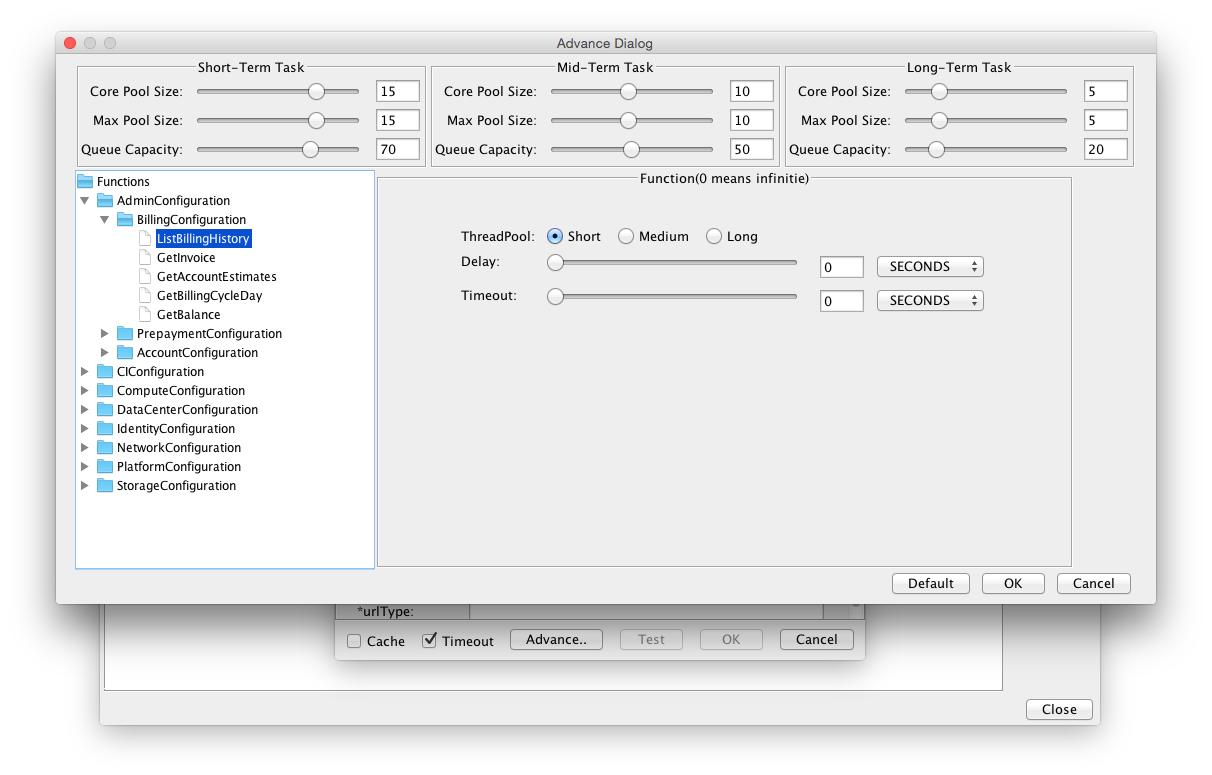 Advance Dialog
Short-Term Task
Mid-Term Task
Long-Term Task
Core Pool Size: 15
Core Pool Size: 10
Core Pool Size: 5
Max Pool Size: 15
Max Pool Size: 10
Max Pool Size: 5
Queue Capacity: 70
Queue Capacity: 50
Queue Capacity: 20
Functions
AdminConfiguration
BillingConfiguration
ListBillingHistory
GetInvoice
GetAccountEstimates
GetBillingCycleDay
GetBalance
PrepaymentConfiguration
AccountConfiguration
CIConfiguration
ComputeConfiguration
DataCenterConfiguration
IdentityConfiguration
NetworkConfiguration
PlatformConfiguration
StorageConfiguration
Function(0 means infinitie)
ThreadPool: Short Medium Long
Delay: 0 SECONDS
Timeout: 0 SECONDS
Default OK Cancel
*urlType:
Cache Timeout Advance.. Test OK Cancel
Close